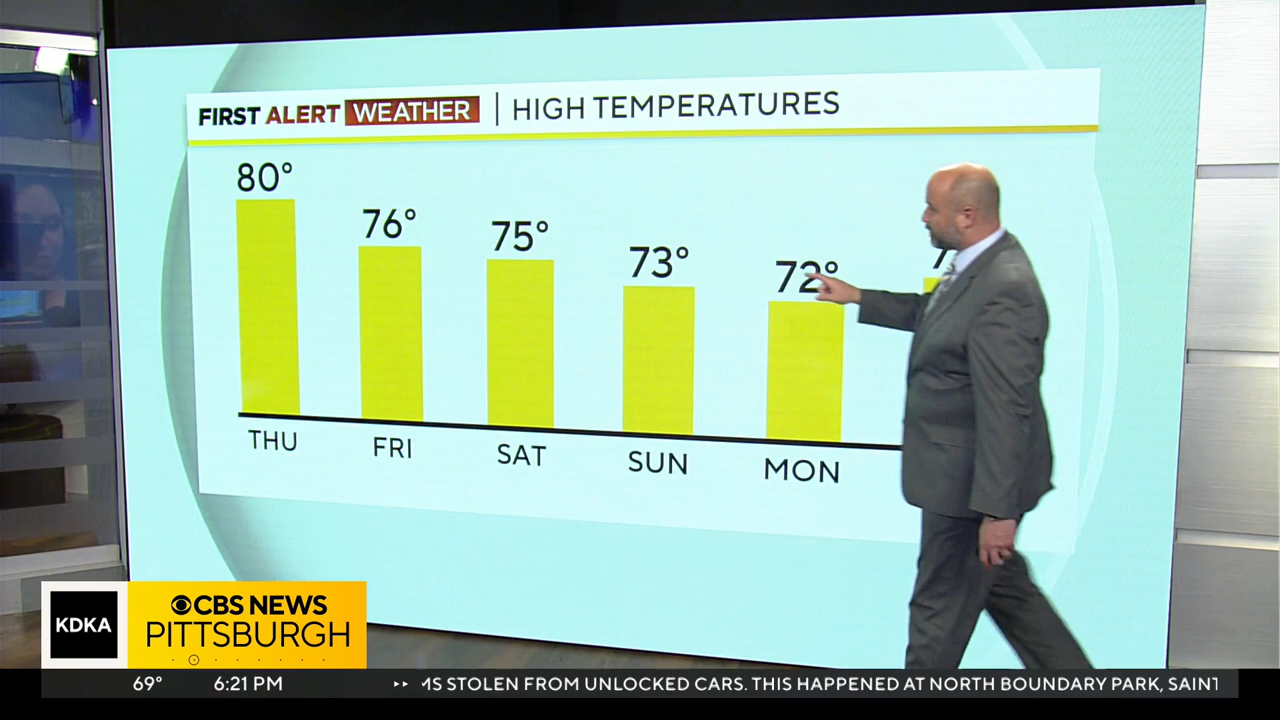 FIRST ALERT WEATHER | HIGH TEMPERATURES
80°
76°
75°
73°
72°
THU
FRI
SAT
SUN
MON
KDKA
CBS NEWS
PITTSBURGH
69° 6:21 PM STOLEN FROM UNLOCKED CARS. THIS HAPPENED AT NORTH BOUNDARY PARK, SAINT